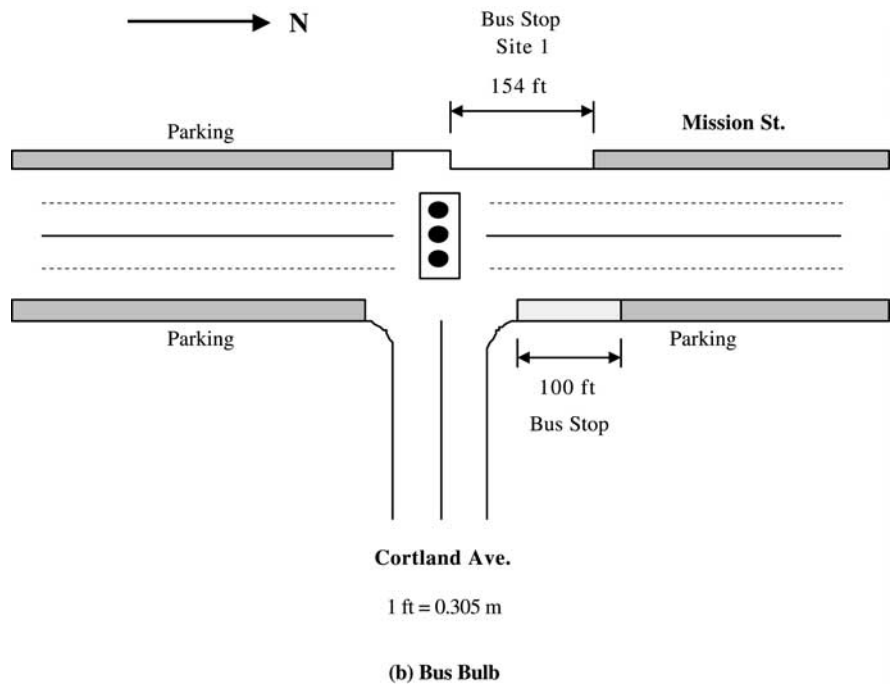 N
Bus Stop
Site 1
154 ft
Parking
Mission St.
Parking
Parking
100 ft
Bus Stop
Cortland Ave.
1 ft = 0.305 m
(b) Bus Bulb